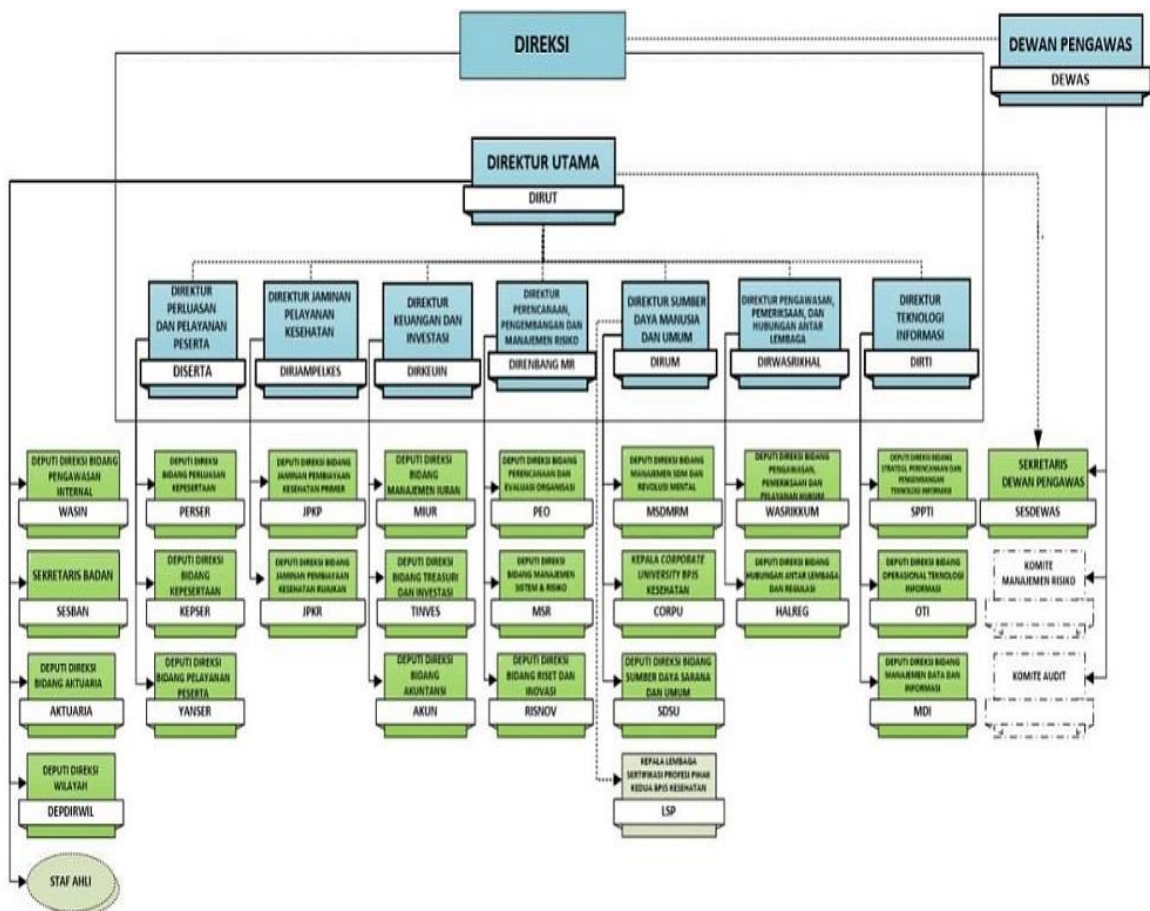 DIREKSI
DEWAN PENGAWAS
DEWAS
DIREKTUR UTAMA
DIRUT
DIREKTUR
PERLUASAN
DAN PELAYANAN
PESERTA
DISERTA
DIREKTUR JAMINAN
PELAYANAN
KESEHATAN
DIRJAMPELKES
DIREKTUR
KEUANGAN DAN
INVESTASI
DIRKEUIN
DIREKTUR
PERENCANAAN,
PENGEMBANGAN DAN
MANAJEMEN RISIKO
DIRENBANG MR
DIREKTUR SUMBER
DAYA MANUSIA
DAN UMUM
DIRUM
DIREKTUR PENGAWASAN,
PEMERIKSAAN, DAN
HUBUNGAN ANTAR
LEMBAGA
DIRWASRIKHAL
DIREKTUR
TEKNOLOGI
INFORMASI
DIRTI
DEPUTI DIREKSI BIDANG
PENGAWASAN
INTERNAL
WASIN
DEPUTI DIREKSI
BIDANG PERLUASAN
KEPESERTAAN
PERSER
DEPUTI DIREKSI BIDANG
JAMINAN PEMBIAYAAN
KESEHATAN PRIMER
JPKP
DEPUTI DIREKSI
BIDANG
MANAJEMEN IURAN
MIUR
DEPUTI DIREKSI BIDANG
PERENCANAAN DAN
EVALUASI ORGANISASI
PEO
DEPUTI DIREKSI BIDANG
MANAJEMEN SDM DAN
REVOLUSI MENTAL
MSDMRM
DEPUTI DIREKSI BIDANG
PENGAWASAN,
PEMERIKSAAN DAN
PELAYANAN HUKUM
WASRIKKUM
DEPUTI DIREKSI BIDANG
STRATEGI, PERENCANAAN DAN
PENGEMBANGAN
TEKNOLOGI INFORMASI
SPPTI
SEKRETARIS
DEWAN PENGAWAS
SESDEWAS
SEKRETARIS BADAN
SESBAN
DEPUTI DIREKSI
BIDANG
KEPESERTAAN
KEPSER
DEPUTI DIREKSI BIDANG
JAMINAN PEMBIAYAAN
KESEHATAN RUJUKAN
JPKR
DEPUTI DIREKSI
BIDANG TREASURI
DAN INVESTASI
TINVES
DEPUTI DIREKSI
BIDANG MANAJEMEN
SISTEM & RISIKO
MSR
KEPALA CORPORATE
UNIVERSITY BPJS
KESEHATAN
CORPU
DEPUTI DIREKSI BIDANG
HUBUNGAN ANTAR LEMBAGA
DAN REGULASI
HALREG
DEPUTI DIREKSI BIDANG
OPERASIONAL TEKNOLOGI
INFORMASI
OTI
KOMITE
MANAJEMEN RISIKO
DEPUTI DIREKSI
BIDANG AKTUARIA
AKTUARIA
DEPUTI DIREKSI
BIDANG PELAYANAN
PESERTA
YANSER
DEPUTI DIREKSI
BIDANG
AKUNTANSI
AKUN
DEPUTI DIREKSI
BIDANG RISET DAN
INOVASI
RISNOV
DEPUTI DIREKSI BIDANG
SUMBER DAYA SARANA
DAN UMUM
SDSU
DEPUTI DIREKSI BIDANG
MANAJEMEN DATA DAN
INFORMASI
MDI
KOMITE AUDIT
DEPUTI DIREKSI
WILAYAH
DEPDIRWIL
KEPALA LEMBAGA
SERTIFIKASI PROFESI PIHAK
KEDUA BPJS KESEHATAN
LSP
STAF AHLI